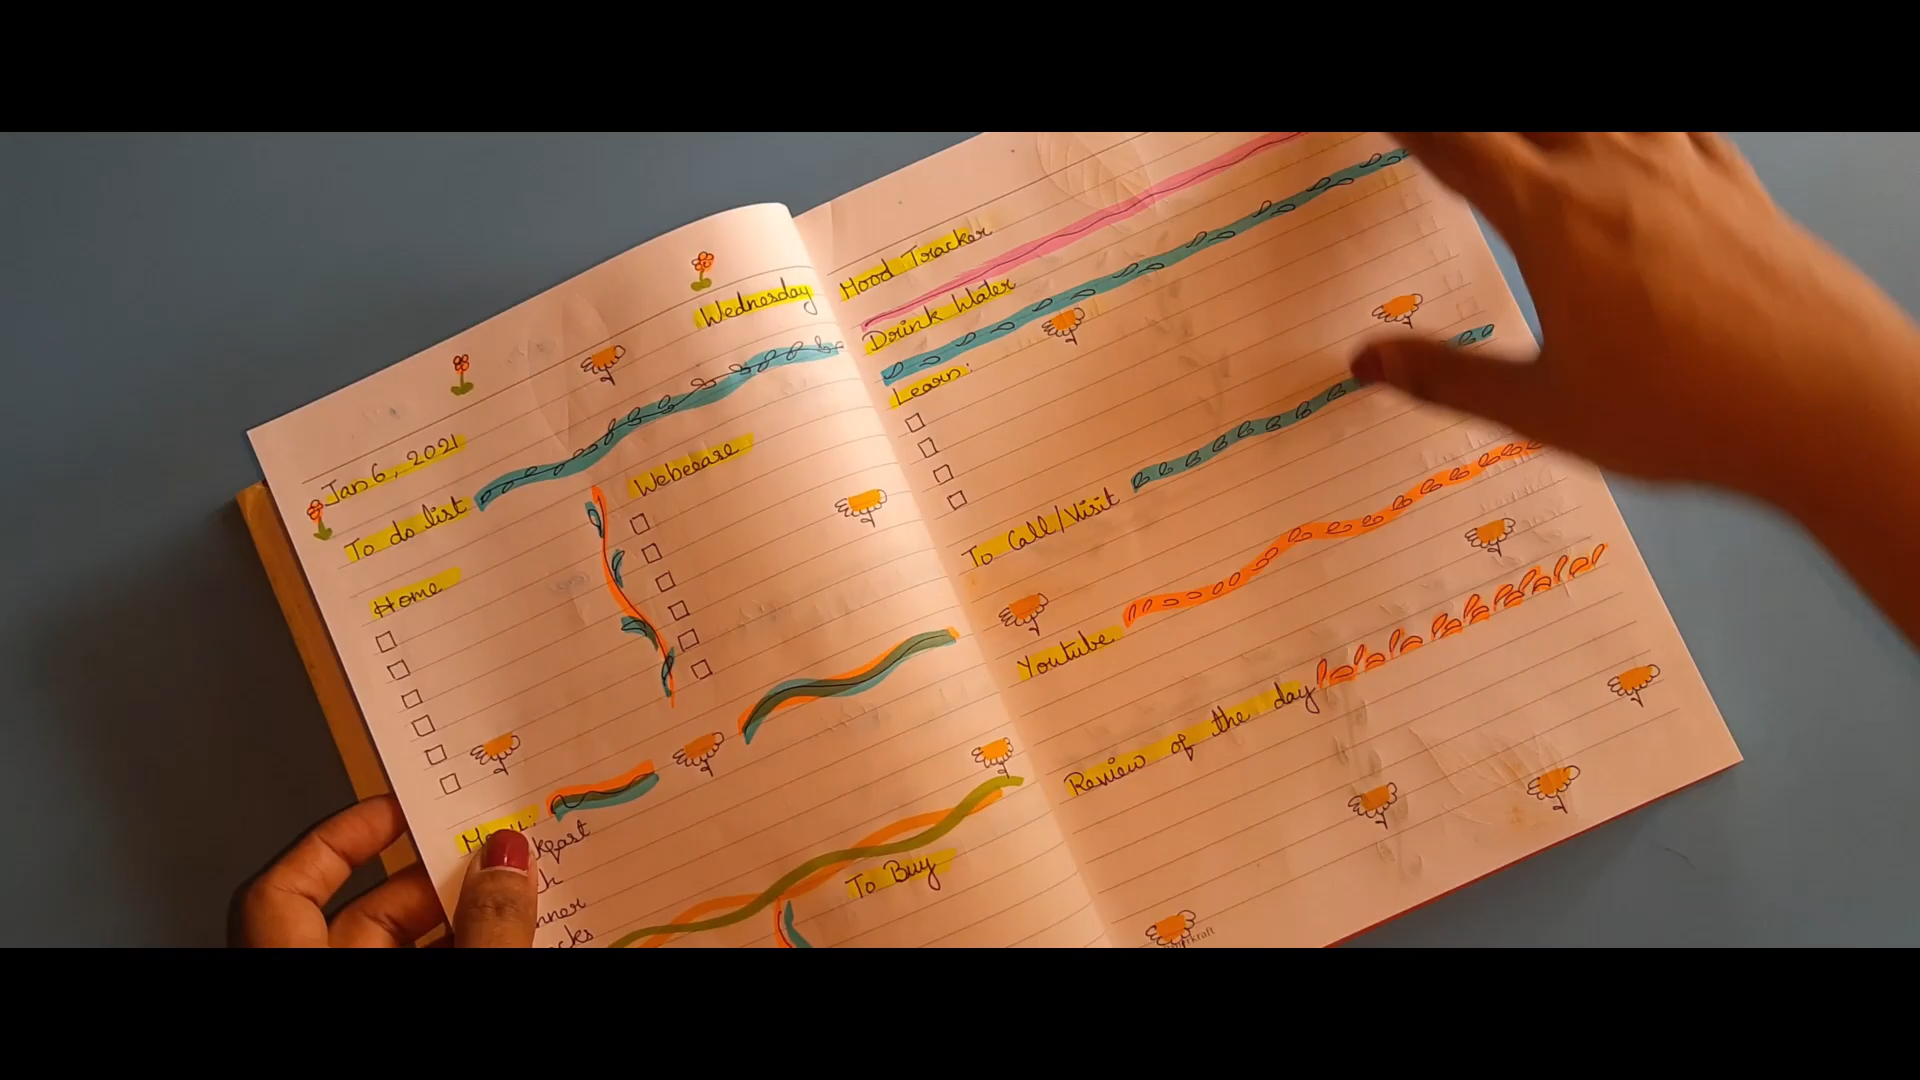 Wednesday
Jan 6, 2021
To do list
Webeease
Home
To Buy
Mood Tracker
Drink Water
Learn:
To Call/Visit
Youtube
Review of the day